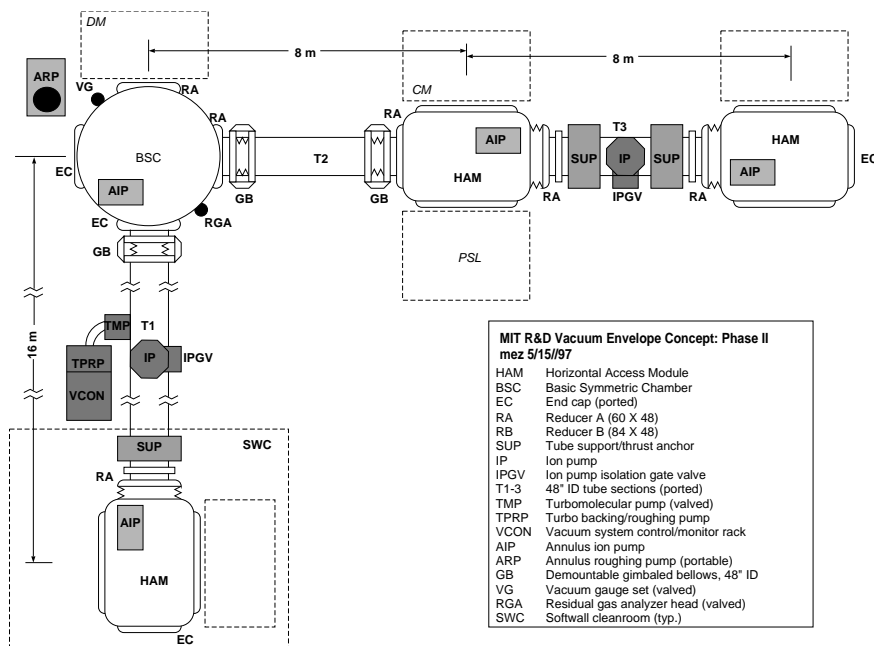 DM
8 m
8 m
ARP
VG
RA
CM
RA
RA
T3
BSC
AIP
HAM
T2
SUP
IP
SUP
EC
AIP
EC
AIP
HAM
RA
IPGV
RA
GB
GB
EC
RGA
GB
PSL
TMP
T1
16 m
TPRP
IP
IPGV
VCON
SUP
SWC
RA
AIP
HAM
EC
MIT R&D Vacuum Envelope Concept: Phase II
mez 5/15//97
HAM Horizontal Access Module
BSC Basic Symmetric Chamber
EC End cap (ported)
RA Reducer A (60 X 48)
RB Reducer B (84 X 48)
SUP Tube support/thrust anchor
IP Ion pump
IPGV Ion pump isolation gate valve
T1-3 48" ID tube sections (ported)
TMP Turbomolecular pump (valved)
TPRP Turbo backing/roughing pump
VCON Vacuum system control/monitor rack
AIP Annulus ion pump
ARP Annulus roughing pump (portable)
GB Demountable gimbaled bellows, 48" ID
VG Vacuum gauge set (valved)
RGA Residual gas analyzer head (valved)
SWC Softwall cleanroom (typ.)